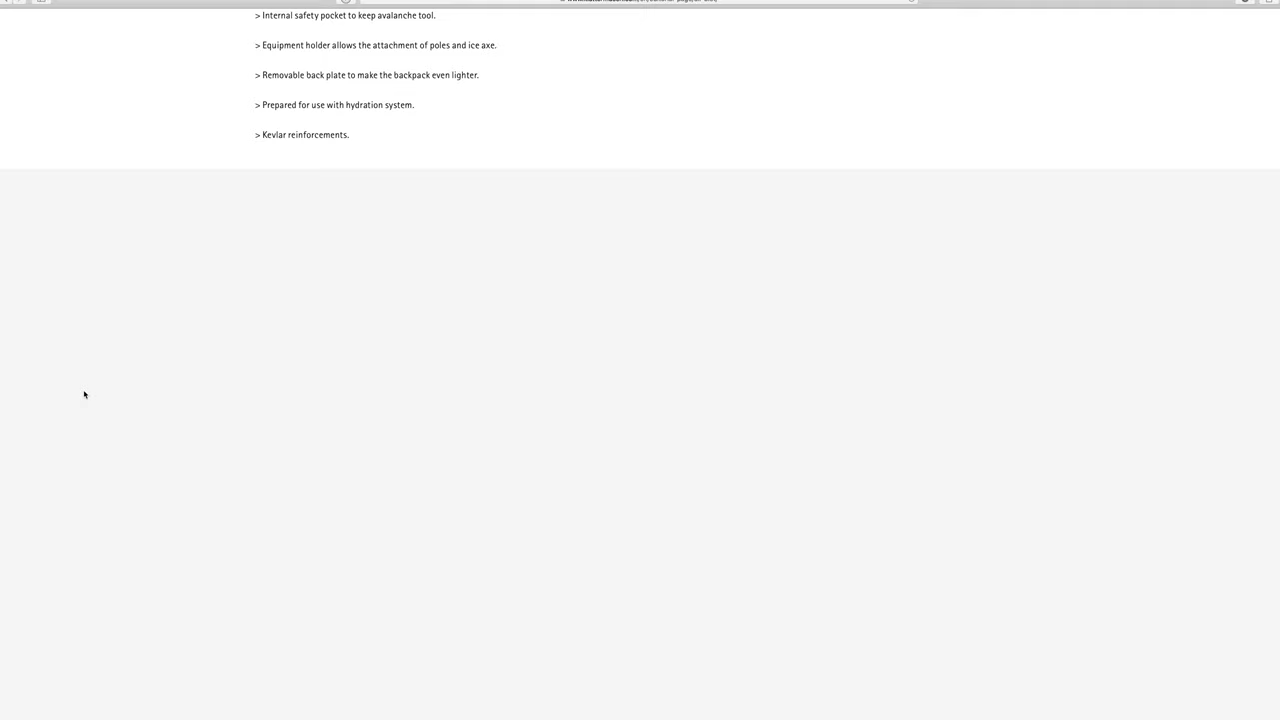 > Internal safety pocket to keep avalanche tool.
> Equipment holder allows the attachment of poles and ice axe.
> Removable back plate to make the backpack even lighter.
> Prepared for use with hydration system.
> Kevlar reinforcements.